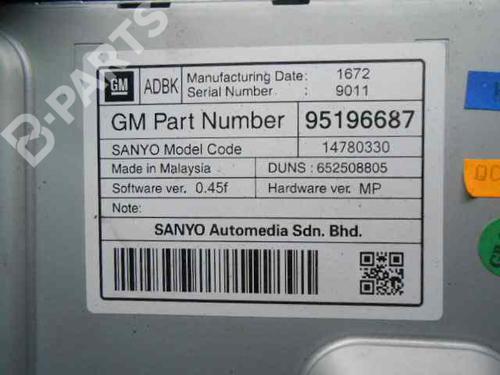 B-PARTS
GM ADBK Manufacturing Date: 1672
Serial Number : 9011
GM Part Number 95196687
SANYO Model Code 14780330
Made in Malaysia DUNS : 652508805
Software ver. 0.45f Hardware ver. MP
Note:
SANYO Automedia Sdn. Bhd.